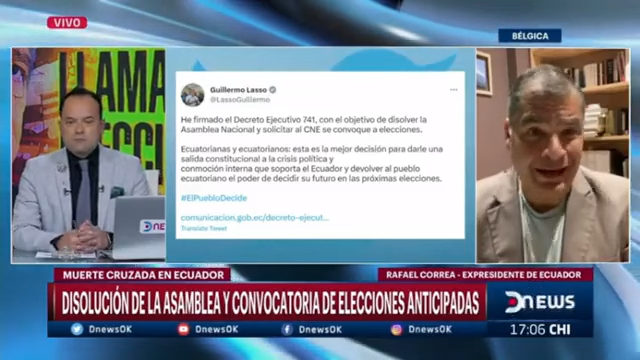 VIVO
BÉLGICA
LLAMA
Guillermo Lasso
@LassoGuillermo
He firmado el Decreto Ejecutivo 741, con el objetivo de disolver la
Asamblea Nacional y solicitar al CNE se convoque a elecciones.
Ecuatorianas y ecuatorianos: esta es la mejor decisión para darle una
salida constitucional a la crisis política y
conmoción interna que soporta el Ecuador y devolver al pueblo
ecuatoriano el poder de decidir su futuro en las próximas elecciones.
#ElPuebloDecide
comunicacion.gob.ec/decreto-ejecut...
Translate Tweet
DNEWS
MUERTE CRUZADA EN ECUADOR
RAFAEL CORREA - EXPRESIDENTE DE ECUADOR
DISOLUCIÓN DE LA ASAMBLEA Y CONVOCATORIA DE ELECCIONES ANTICIPADAS
DNEWS
DnewsOK
DnewsOK
DnewsOK
DnewsOK
17:06 CHI